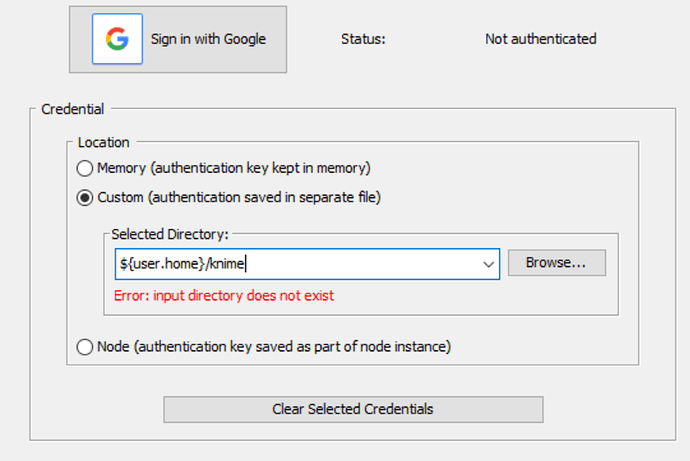 Sign in with Google
Status:
Not authenticated
Credential
Location
Memory (authentication key kept in memory)
Custom (authentication saved in separate file)
Selected Directory:
${user.home}/knime
Browse...
Error: input directory does not exist
Node (authentication key saved as part of node instance)
Clear Selected Credentials